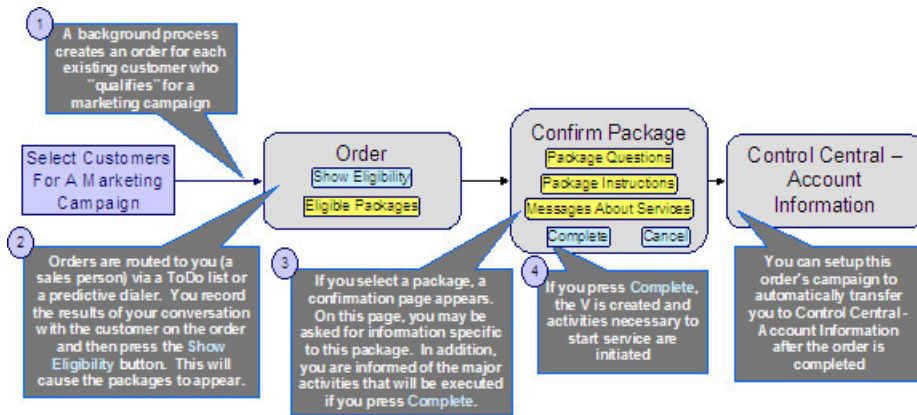 1
A background process
creates an order for each
existing customer who
"qualifies" for a
marketing campaign
Select Customers
For A Marketing
Campaign
Order
Show Eligibility
Eligible Packages
Confirm Package
Package Questions
Package Instructions
Messages About Services
Complete
Cancel
Control Central –
Account
Information
2
Orders are routed to you (a
sales person) via a ToDo list or
a predictive dialer. You record
the results of your conversation
with the customer on the order
and then press the Show
Eligibility button. This will
cause the packages to appear.
3
If you select a package, a
confirmation page appears.
On this page, you may be
asked for information specific
to this package. In addition,
you are informed of the major
activities that will be executed
if you press Complete.
4
If you press Complete,
the V is created and
activities necessary to
start service are
initiated
You can setup this
order's campaign to
automatically transfer
you to Control Central -
Account Information
after the order is
completed